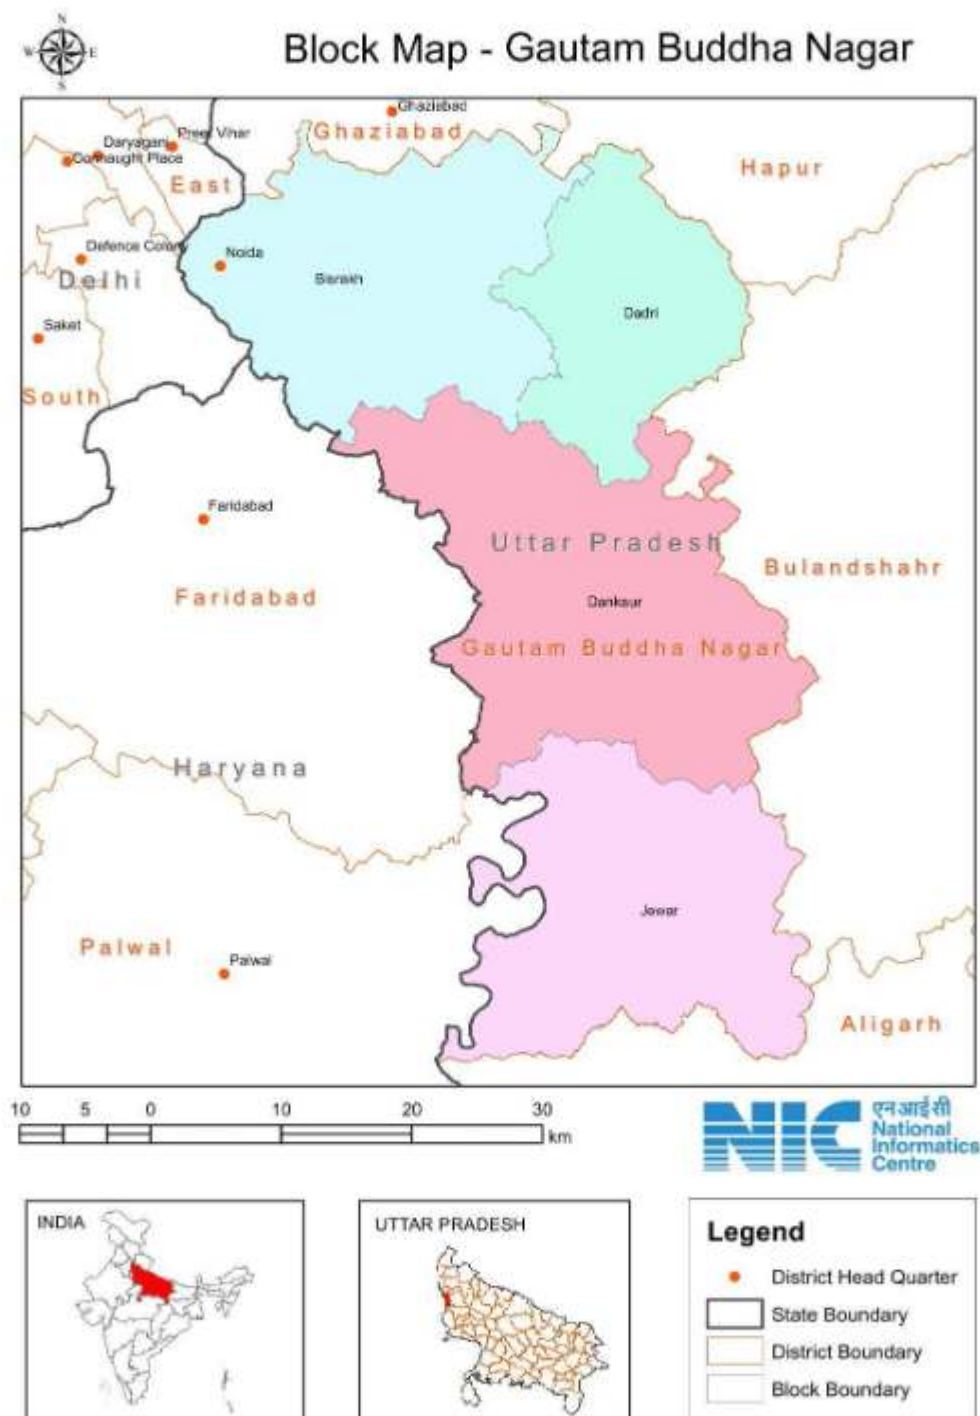 Block Map - Gautam Buddha Nagar
N
W
E
S
Ghaziabad
Ghaziabad
Preet Vihar
Daryaganj
Connaught Place
East
Hapur
Defence Colony
Delhi
Noida
Bisrakh
Dadri
Saket
South
Faridabad
Uttar Pradesh
Bulandshahr
Faridabad
Dankaur
Gautam Buddha Nagar
Haryana
Jewar
Palwal
Palwal
Aligarh
10 5 0 10 20 30
km
NIC
एनआईसी
National
Informatics
Centre
INDIA
UTTAR PRADESH
Legend
District Head Quarter
State Boundary
District Boundary
Block Boundary